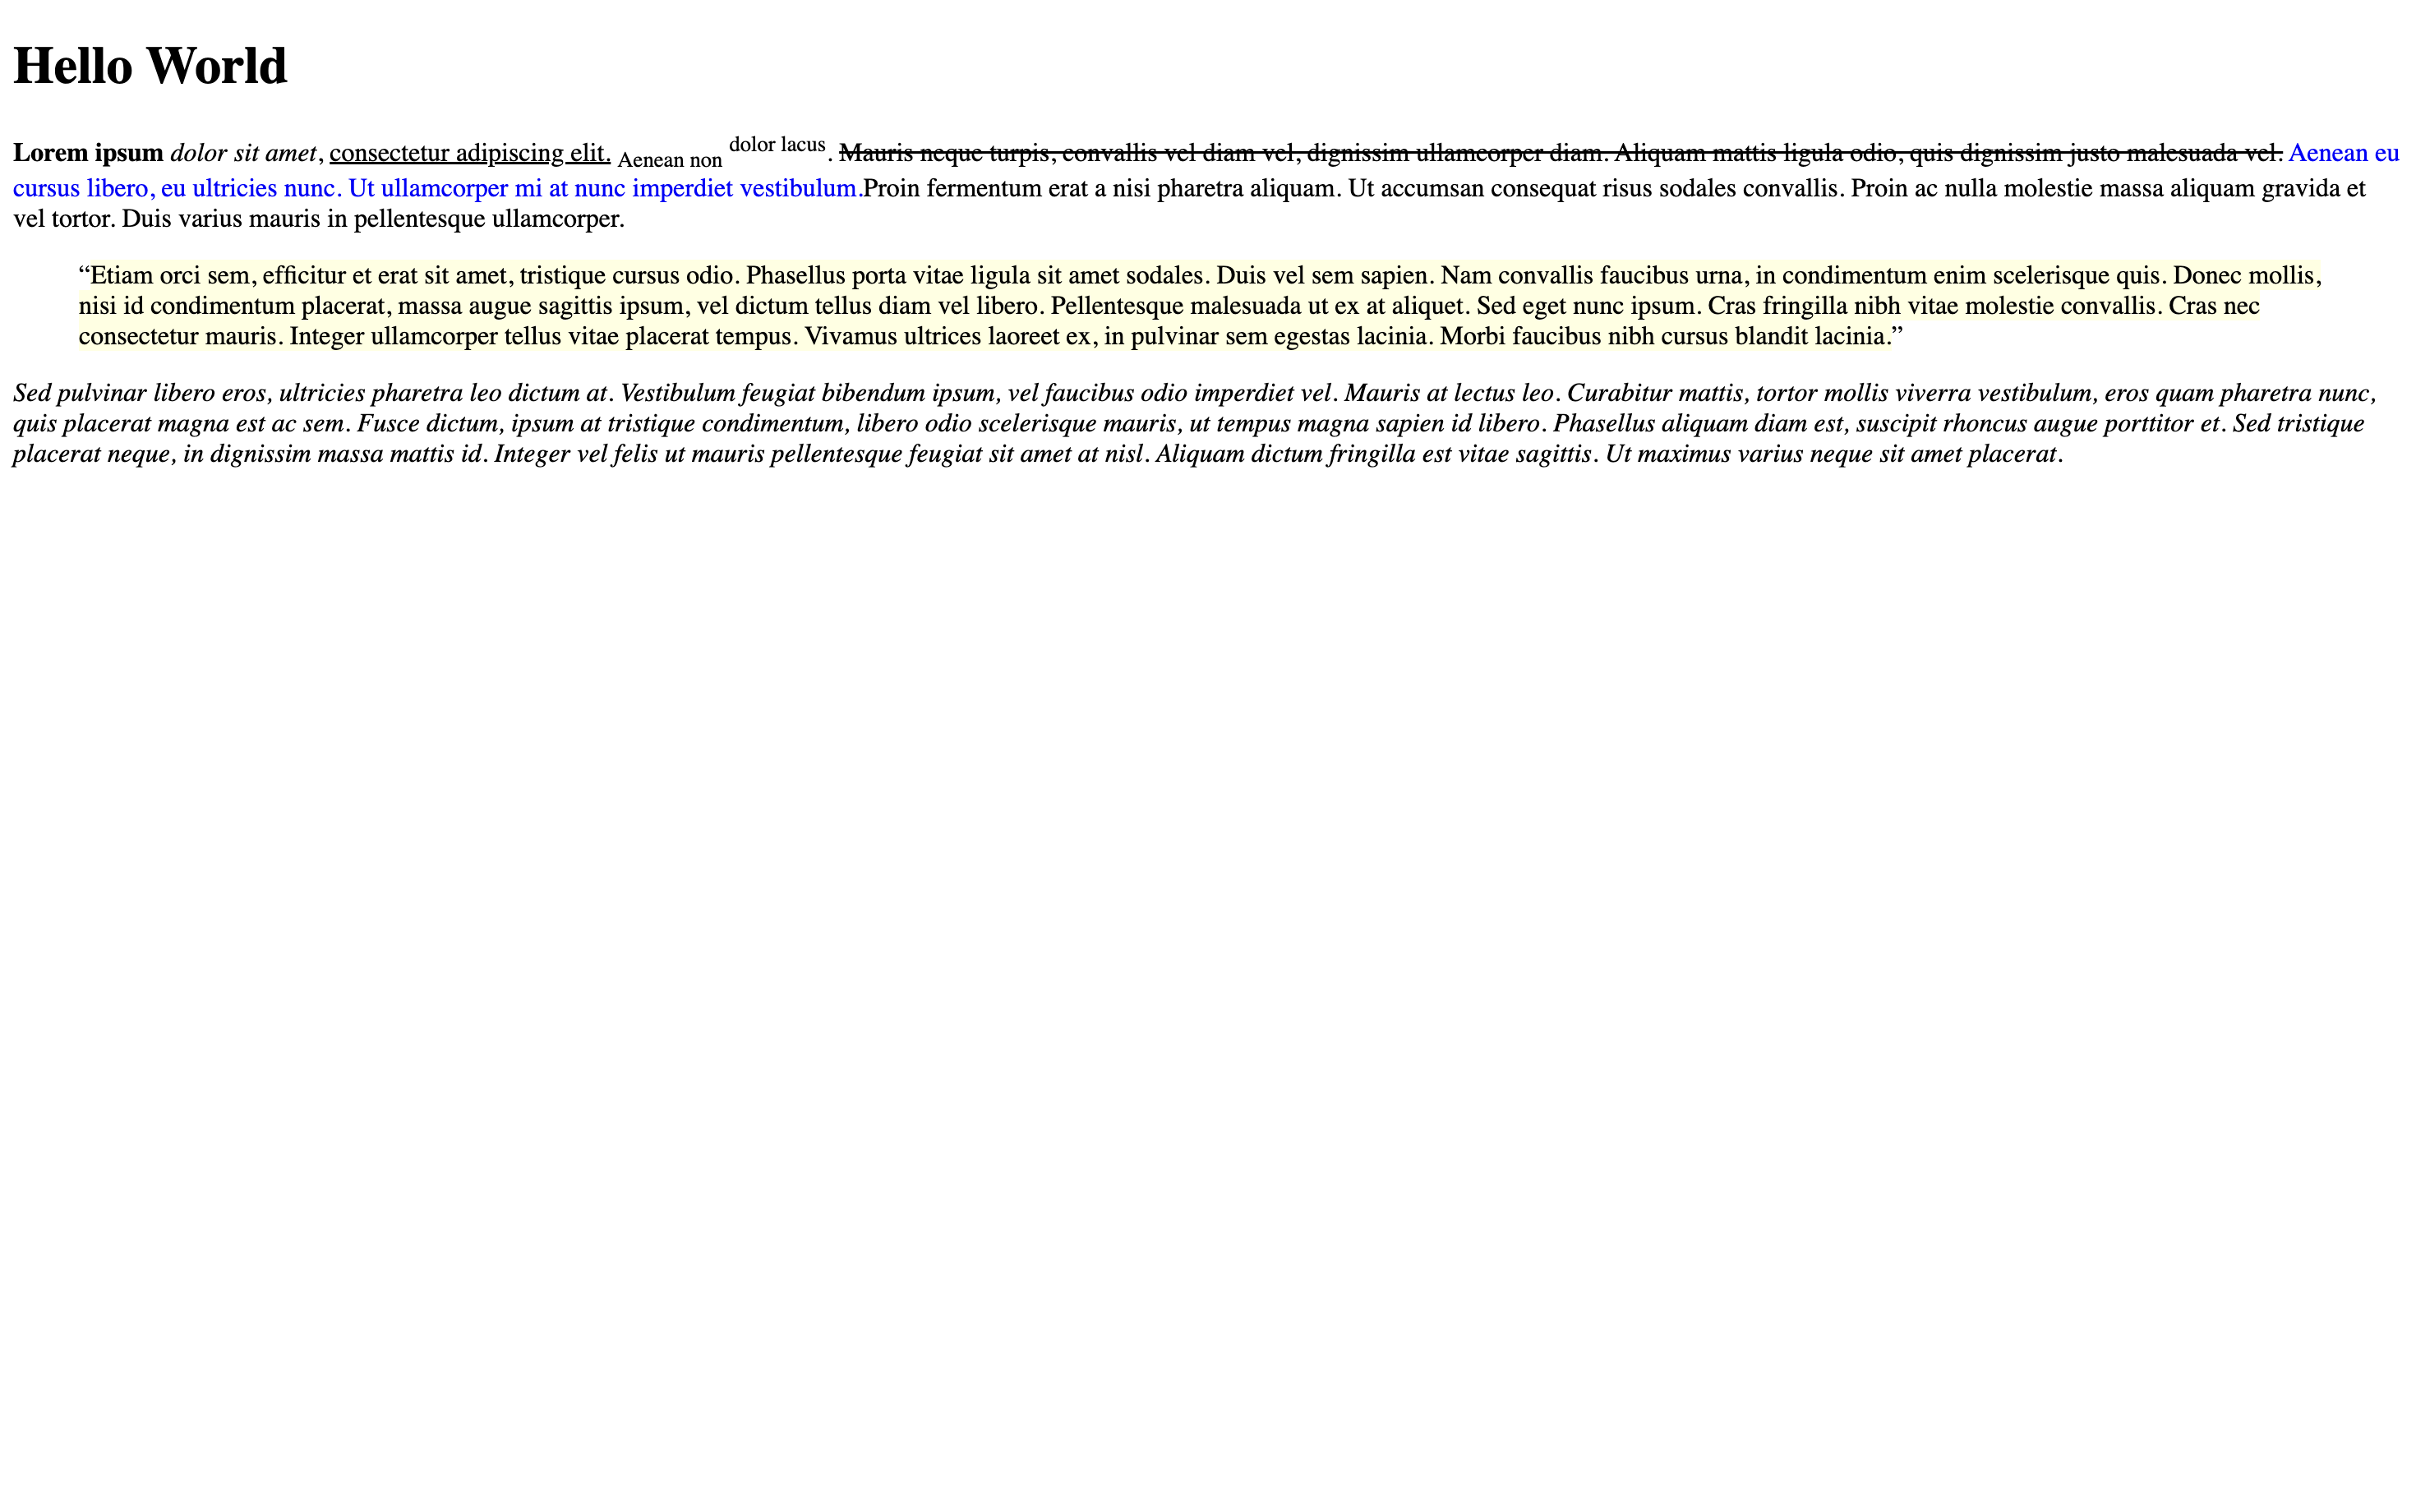 Hello World
Lorem ipsum dolor sit amet, consectetur adipiscing elit. Aenean non dolor lacus. Mauris neque turpis, convallis vel diam vel, dignissim ullamcorper diam. Aliquam mattis ligula odio, quis dignissim justo malesuada vel. Aenean eu
cursus libero, eu ultricies nunc. Ut ullamcorper mi at nunc imperdiet vestibulum.Proin fermentum erat a nisi pharetra aliquam. Ut accumsan consequat risus sodales convallis. Proin ac nulla molestie massa aliquam gravida et
vel tortor. Duis varius mauris in pellentesque ullamcorper.
“Etiam orci sem, efficitur et erat sit amet, tristique cursus odio. Phasellus porta vitae ligula sit amet sodales. Duis vel sem sapien. Nam convallis faucibus urna, in condimentum enim scelerisque quis. Donec mollis,
nisi id condimentum placerat, massa augue sagittis ipsum, vel dictum tellus diam vel libero. Pellentesque malesuada ut ex at aliquet. Sed eget nunc ipsum. Cras fringilla nibh vitae molestie convallis. Cras nec
consectetur mauris. Integer ullamcorper tellus vitae placerat tempus. Vivamus ultrices laoreet ex, in pulvinar sem egestas lacinia. Morbi faucibus nibh cursus blandit lacinia.”
Sed pulvinar libero eros, ultricies pharetra leo dictum at. Vestibulum feugiat bibendum ipsum, vel faucibus odio imperdiet vel. Mauris at lectus leo. Curabitur mattis, tortor mollis viverra vestibulum, eros quam pharetra nunc,
quis placerat magna est ac sem. Fusce dictum, ipsum at tristique condimentum, libero odio scelerisque mauris, ut tempus magna sapien id libero. Phasellus aliquam diam est, suscipit rhoncus augue porttitor et. Sed tristique
placerat neque, in dignissim massa mattis id. Integer vel felis ut mauris pellentesque feugiat sit amet at nisl. Aliquam dictum fringilla est vitae sagittis. Ut maximus varius neque sit amet placerat.